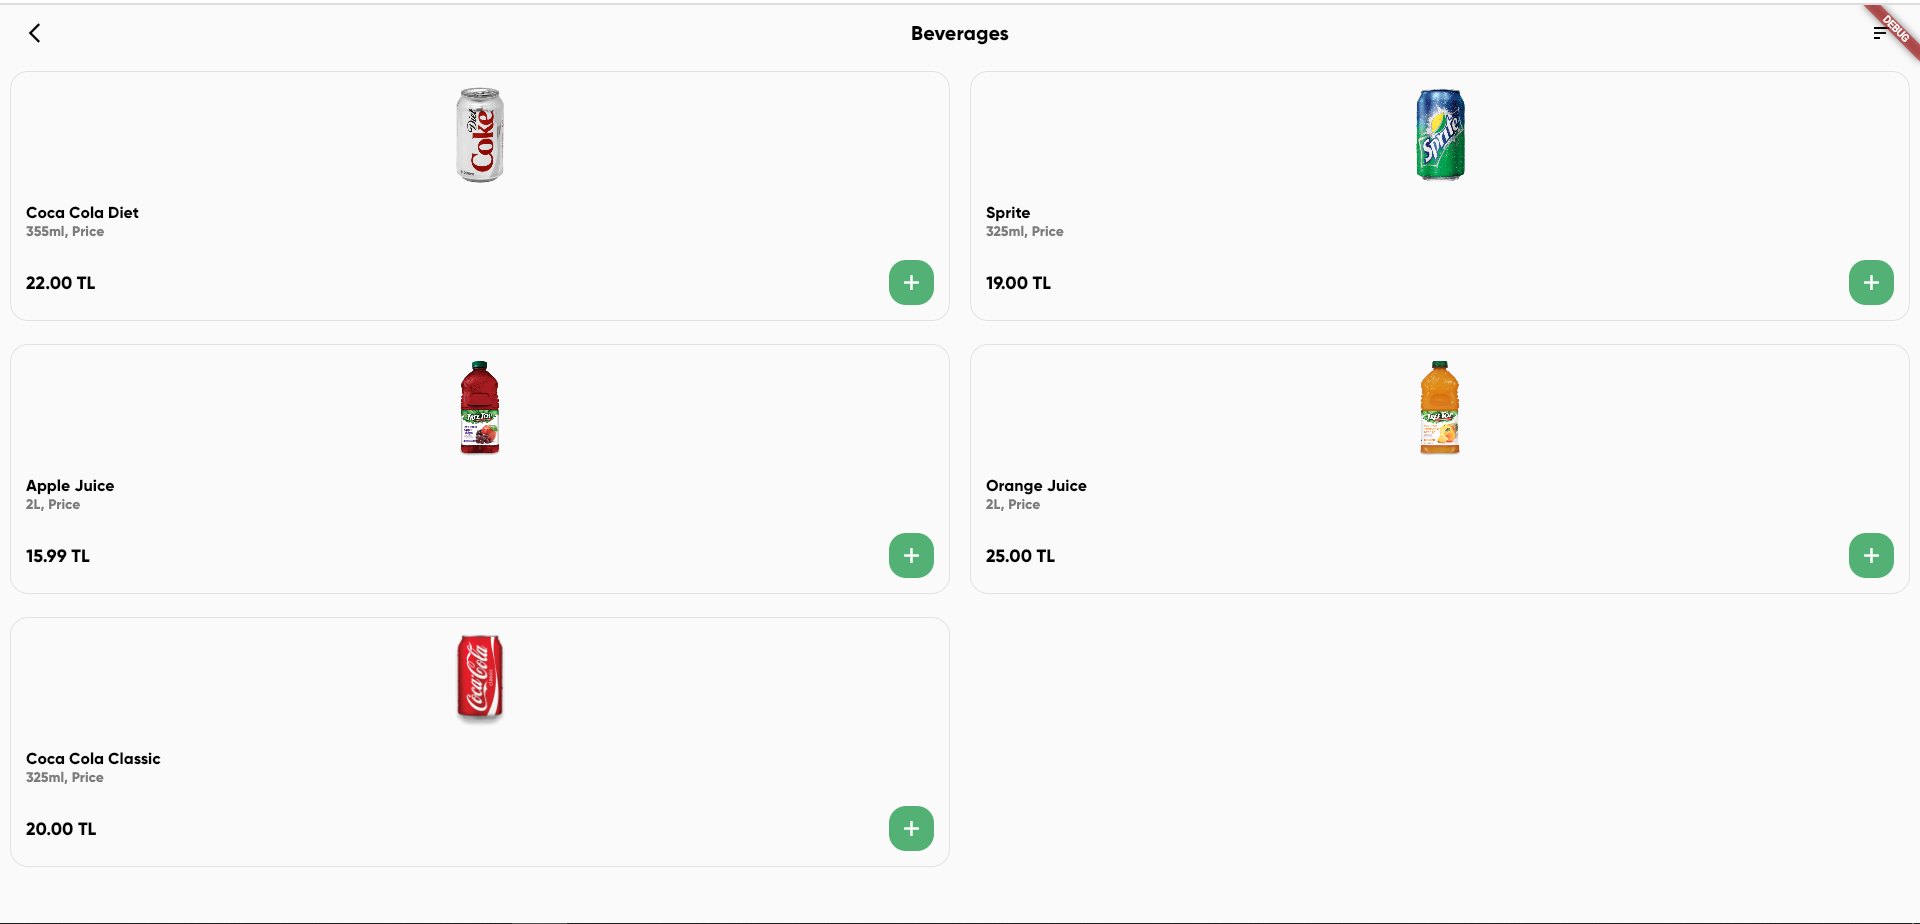 Beverages
DEBUG
Diet
Coke
Coca Cola Diet
355ml, Price
22.00 TL
Sprite
Sprite
325ml, Price
19.00 TL
TREE TOP
Apple Juice
2L, Price
15.99 TL
TREE TOP
Orange Juice
2L, Price
25.00 TL
Coca-Cola
Coca Cola Classic
325ml, Price
20.00 TL